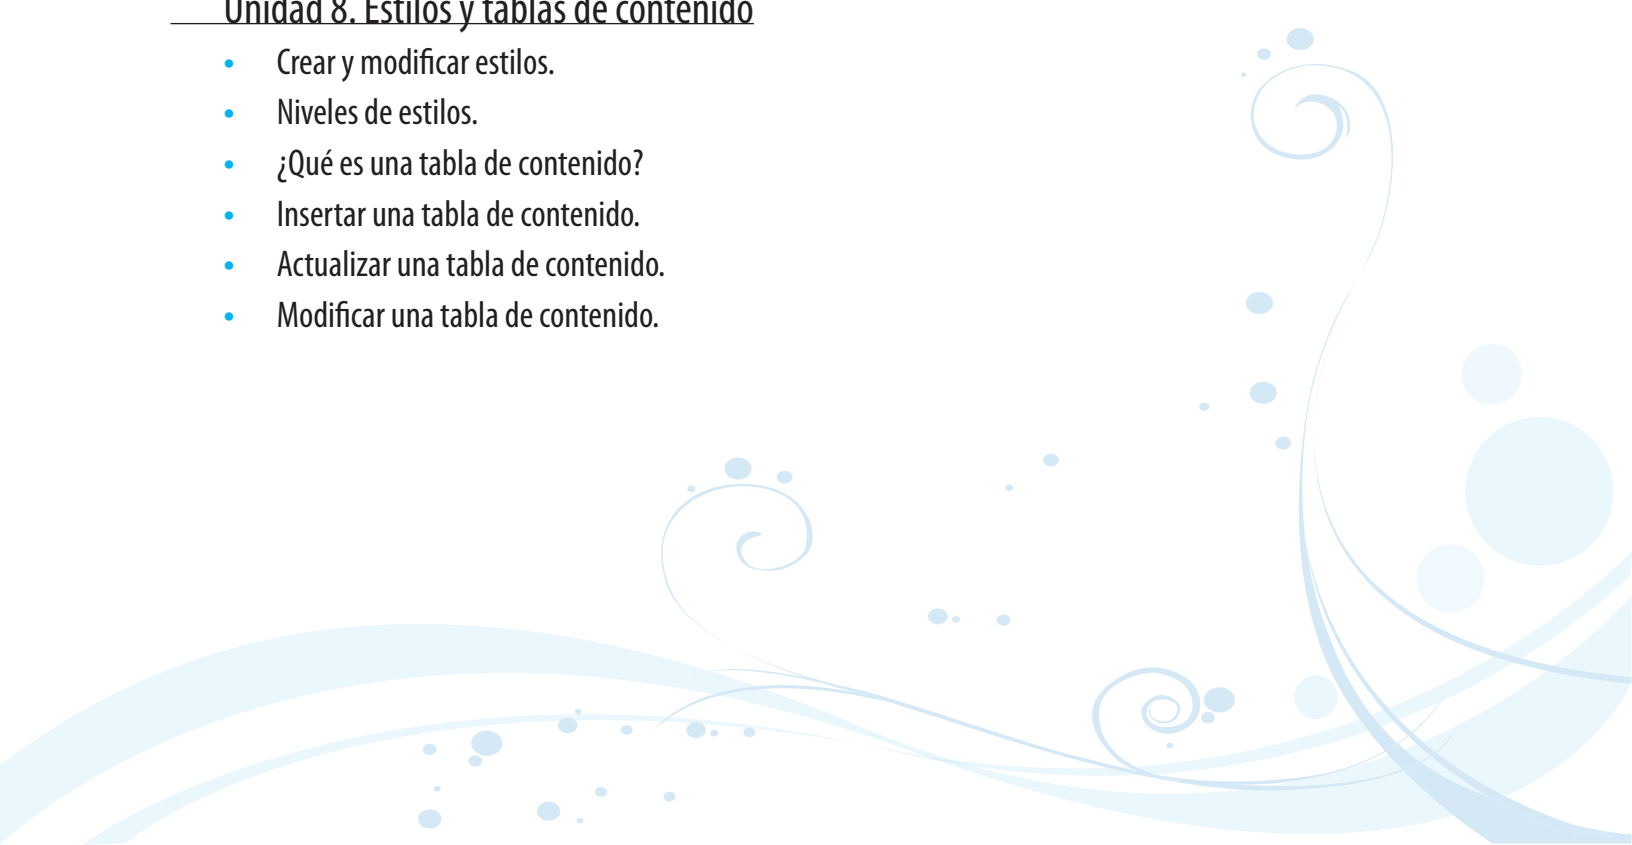 Unidad 8. Estilos y tablas de contenido
• Crear y modificar estilos.
• Niveles de estilos.
• ¿Qué es una tabla de contenido?
• Insertar una tabla de contenido.
• Actualizar una tabla de contenido.
• Modificar una tabla de contenido.